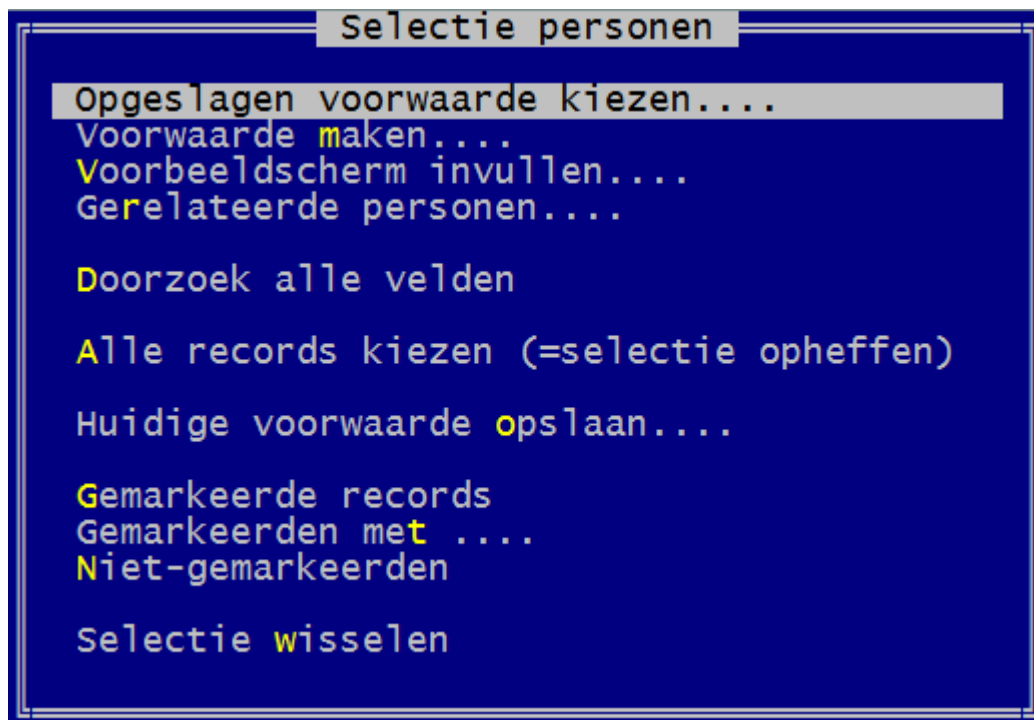 Selectie personen
Opgeslagen voorwaarde kiezen....
Voorwaarde maken....
Voorbeeldscherm invullen....
Gerelateerde personen....
Doorzoek alle velden
Alle records kiezen (=selectie opheffen)
Huidige voorwaarde opslaan....
Gemarkeerde records
Gemarkeerden met ....
Niet-gemarkeerden
Selectie wisselen